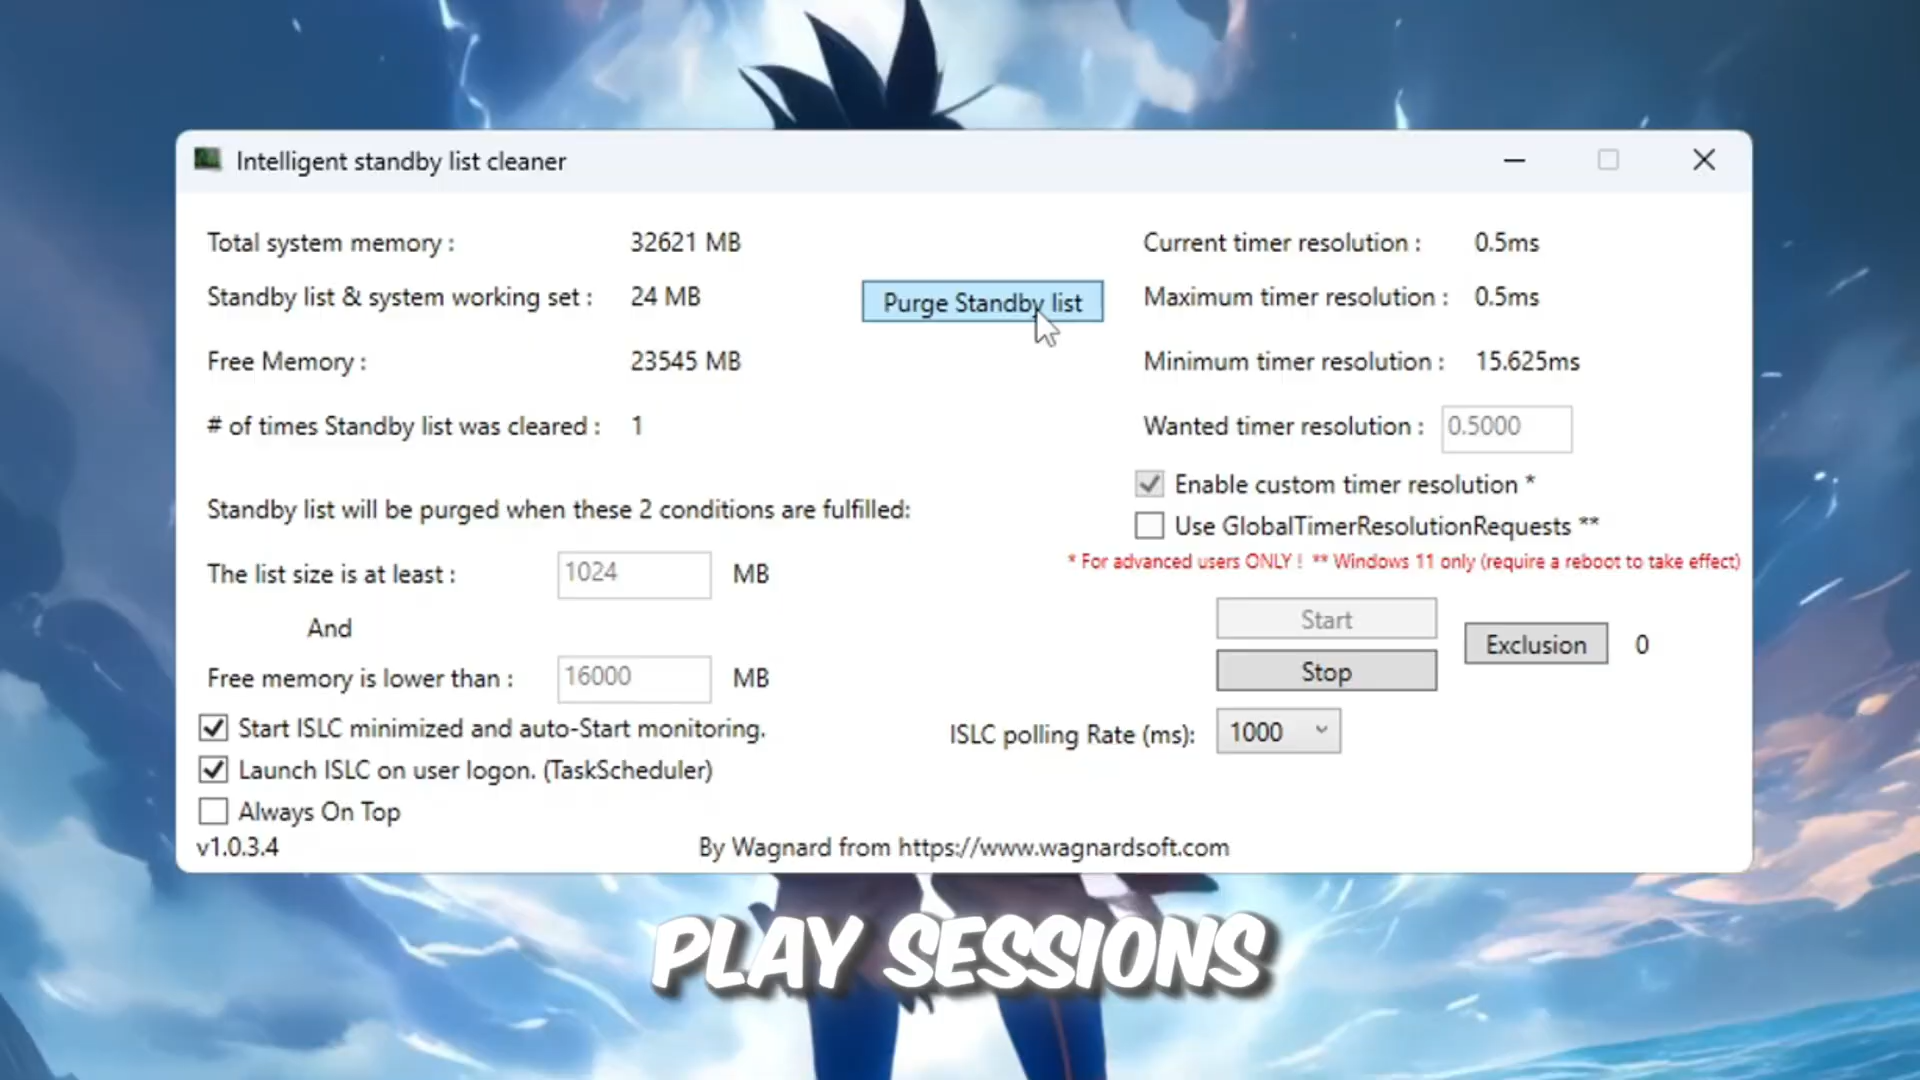 Intelligent standby list cleaner
Total system memory : 32621 MB
Standby list & system working set : 24 MB
Purge Standby list
Free Memory : 23545 MB
# of times Standby list was cleared : 1
Standby list will be purged when these 2 conditions are fulfilled:
The list size is at least : 1024 MB
And
Free memory is lower than : 16000 MB
Start ISLC minimized and auto-Start monitoring.
Launch ISLC on user logon. (TaskScheduler)
Always On Top
v1.0.3.4
Current timer resolution : 0.5ms
Maximum timer resolution : 0.5ms
Minimum timer resolution : 15.625ms
Wanted timer resolution : 0.5000
Enable custom timer resolution *
Use GlobalTimerResolutionRequests **
* For advanced users ONLY ! ** Windows 11 only (require a reboot to take effect)
Start
Stop
Exclusion 0
ISLC polling Rate (ms): 1000
By Wagnard from https://www.wagnardsoft.com
PLAY SESSIONS